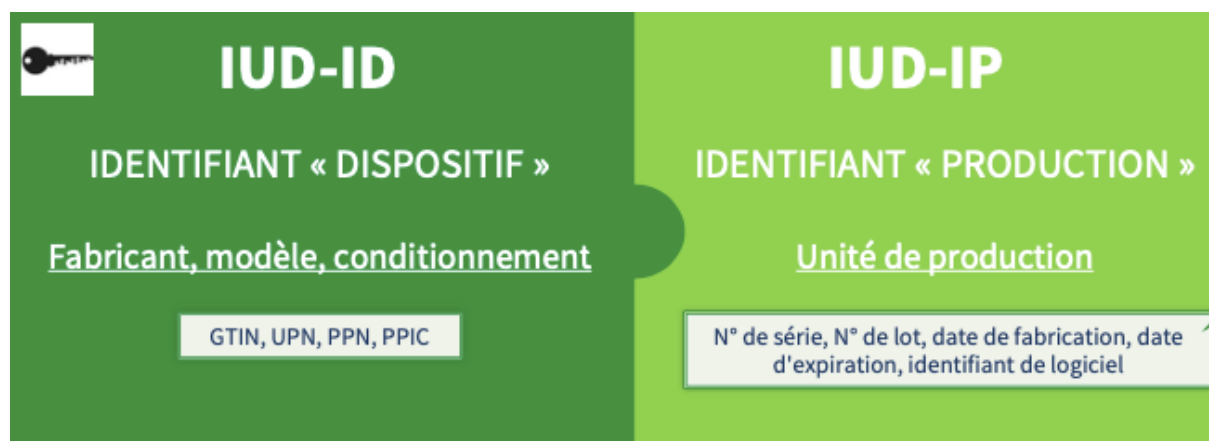 IUD-ID
IDENTIFIANT « DISPOSITIF »
Fabricant, modèle, conditionnement
GTIN, UPN, PPN, PPIC
IUD-IP
IDENTIFIANT « PRODUCTION »
Unité de production
N° de série, N° de lot, date de fabrication, date
d'expiration, identifiant de logiciel